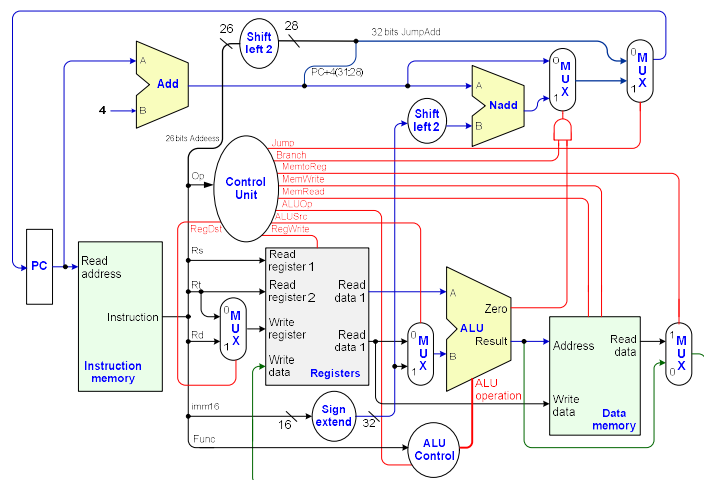 26
28
Shift
left 2
32 bits JumpAdd
PC+4(31:28)
A
Add
B
4
0
M
U
X
1
0
M
U
X
1
A
Nadd
B
Shift
left 2
26bits Addeess
Jump
Branch
MemtoReg
MemWrite
MemRead
ALUOp
ALUSrc
RegWrite
RegDst
Op
Control
Unit
PC
Read
address
Instruction
Instruction
memory
Rs
Rt
Rd
0
M
U
X
1
Read
register 1
Read
register 2
Write
register
Write
data
Read
data 1
Read
data 1
Registers
0
M
U
X
1
A
Zero
ALU
Result
B
ALU
operation
Address
Read
data
Write
data
Data
memory
1
M
U
X
0
imm16
16
Sign
extend
32
Func
ALU
Control